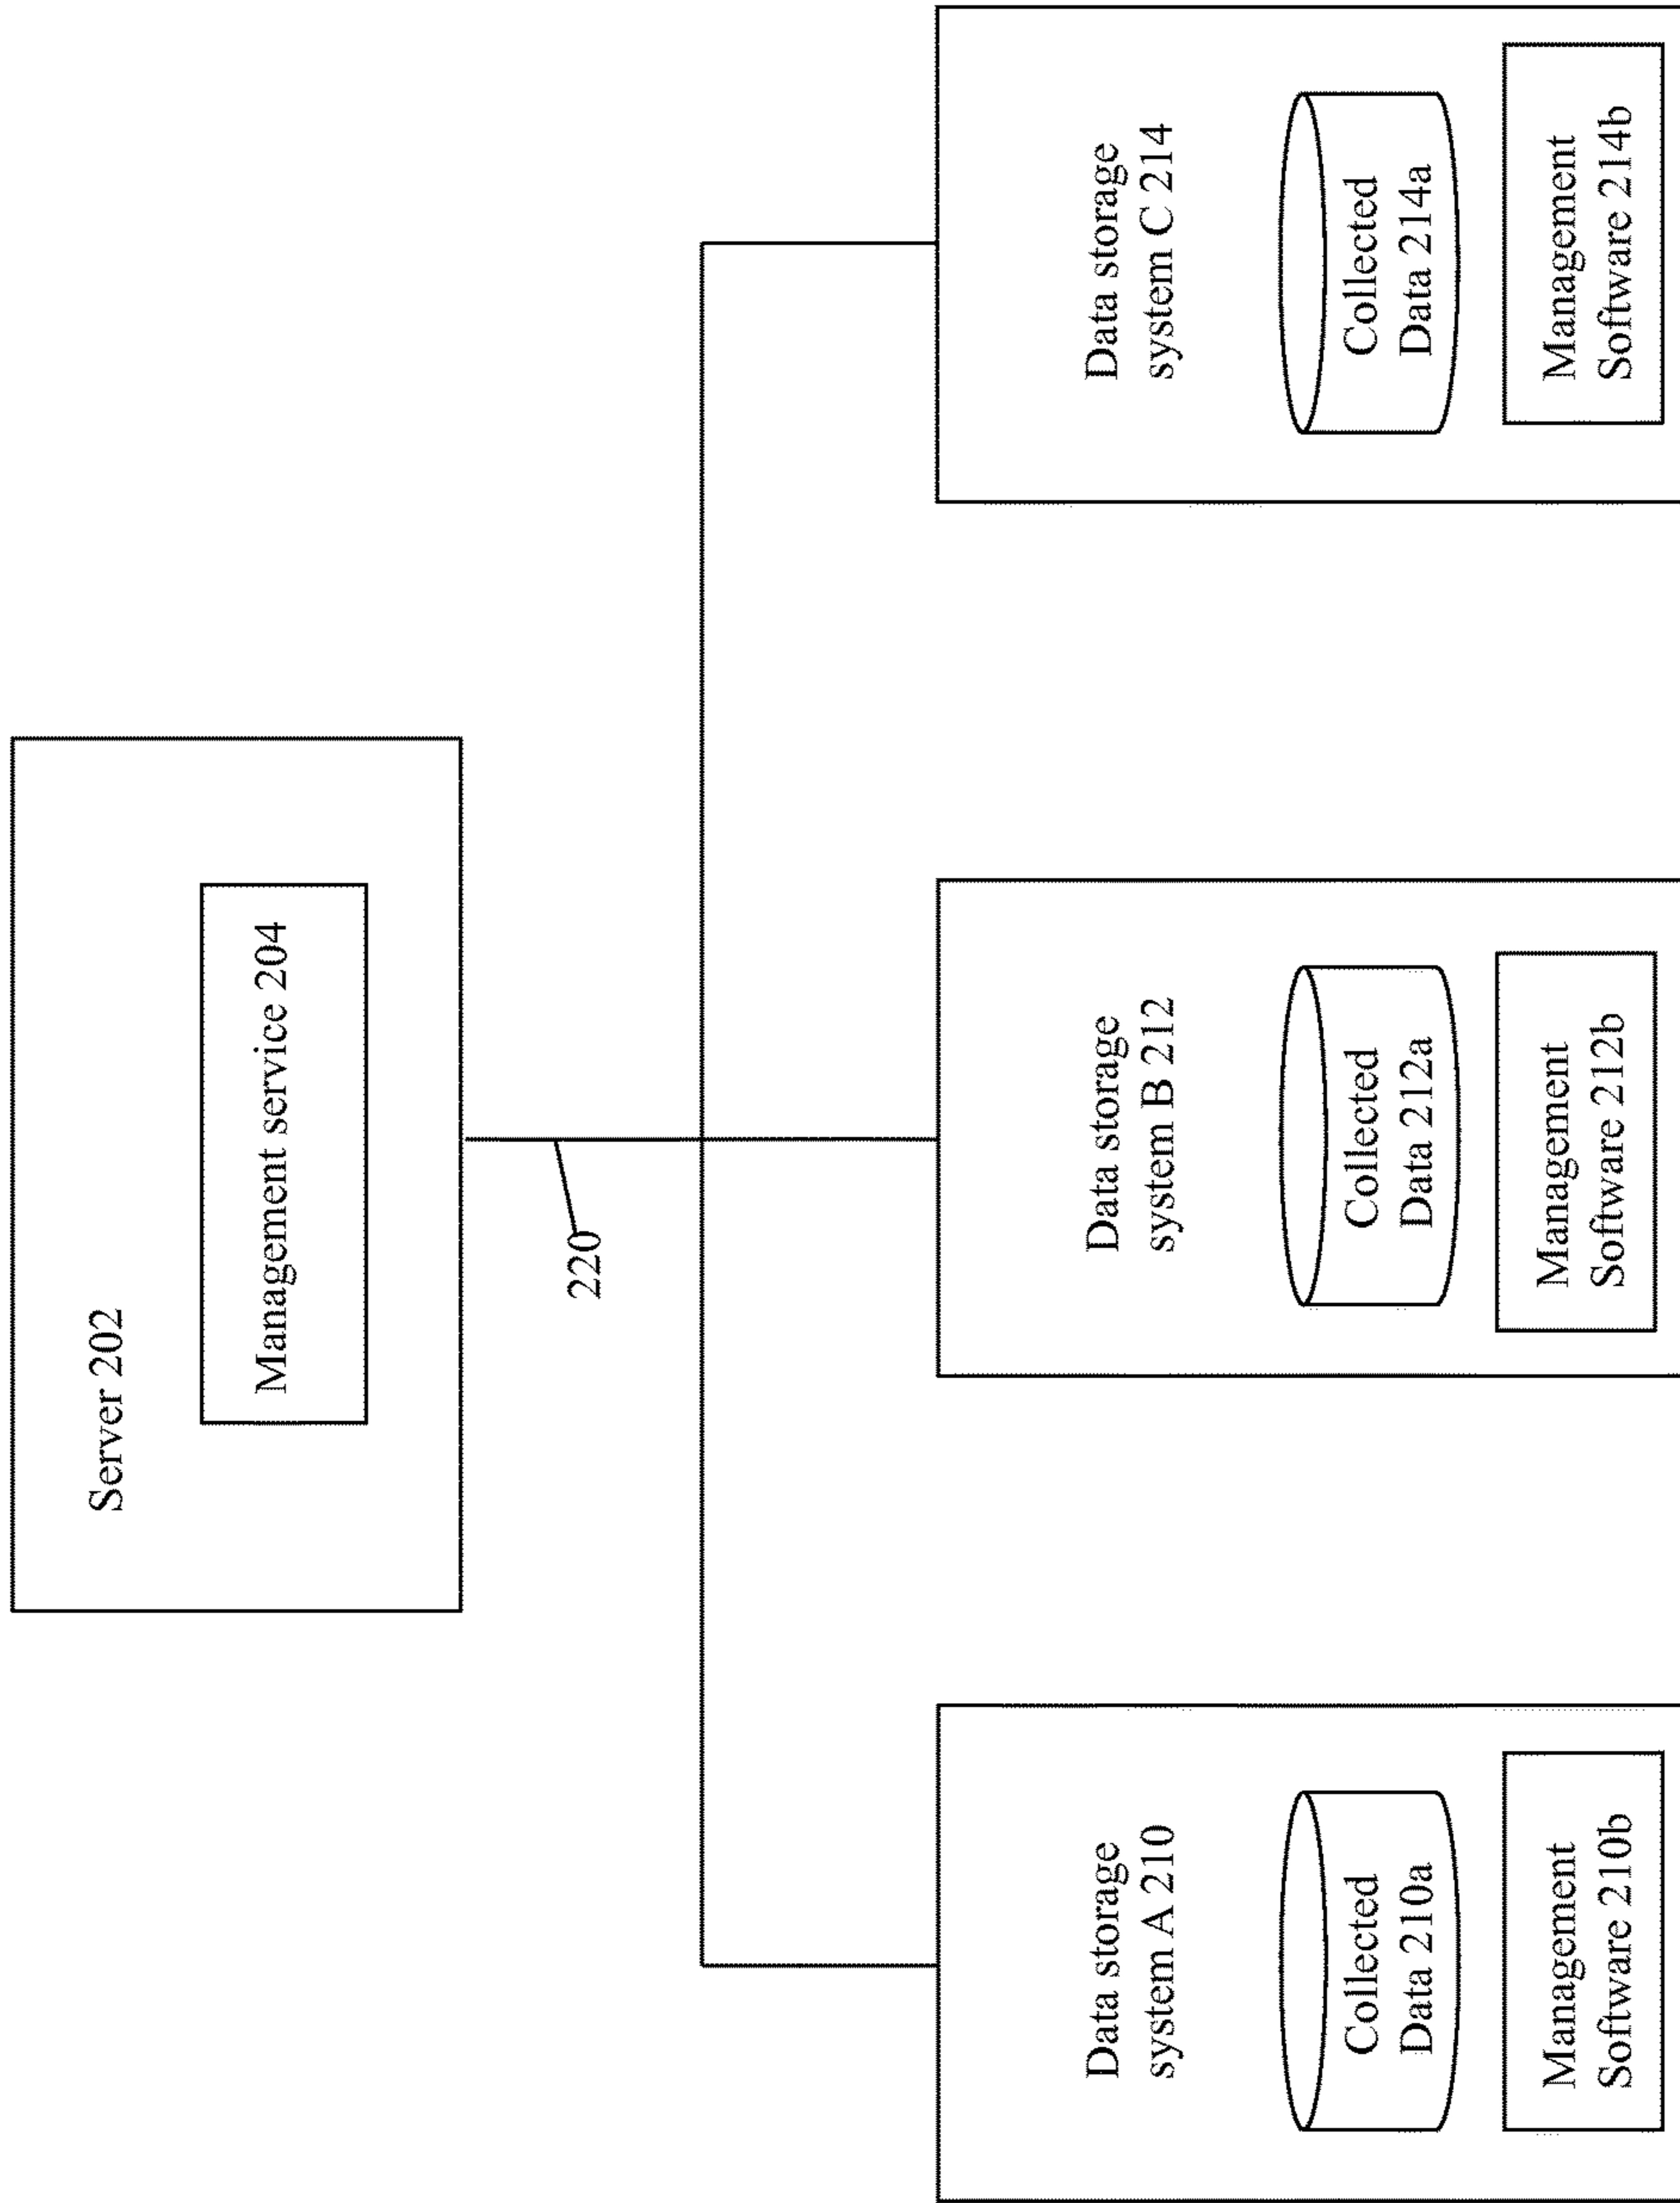 Server 202
Management service 204
220
Data storage
system A 210
Collected
Data 210a
Management
Software 210b
Data storage
system B 212
Collected
Data 212a
Management
Software 212b
Data storage
system C 214
Collected
Data 214a
Management
Software 214b